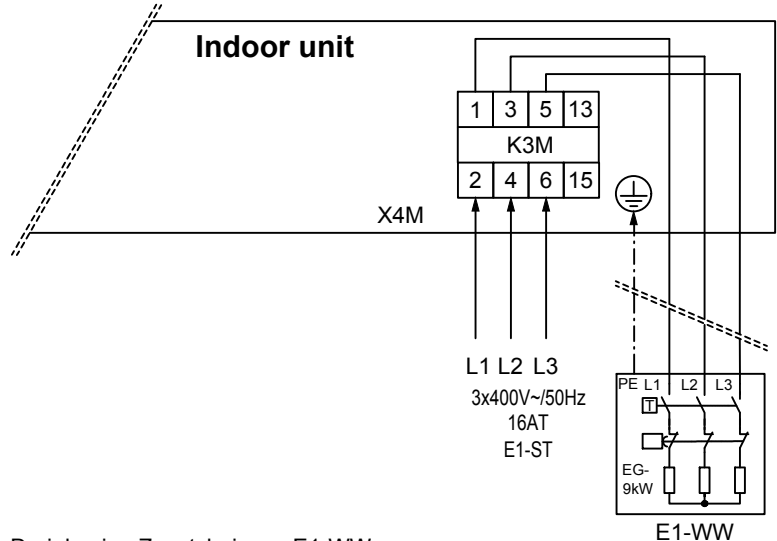 Indoor unit
1 3 5 13
K3M
2 4 6 15
X4M
L1 L2 L3
3x400V~/50Hz
16AT
E1-ST
PE L1 L2 L3
T
EG-
9kW
E1-WW